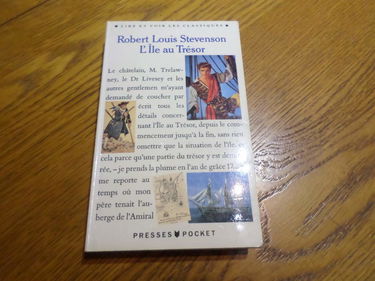 LIRE ET VOIR LES CLASSIQUES
Robert Louis Stevenson
L'Île au Trésor
Le châtelain, M. Trelaw-
ney, le Dr Livesey et les
autres gentlemen m'ayant
demandé de coucher par
écrit tous les
détails concer-
nant l'Île au Trésor, depuis le com-
mencement jusqu'à la fin, sans rien
omettre que la situation de l'île, et
cela parce qu'une partie du trésor y est
rée, – je prends la plume en l'an de grâce 17
me reporte au
temps où mon
père tenait l'au-
berge de l'Amiral
PRESSES POCKET